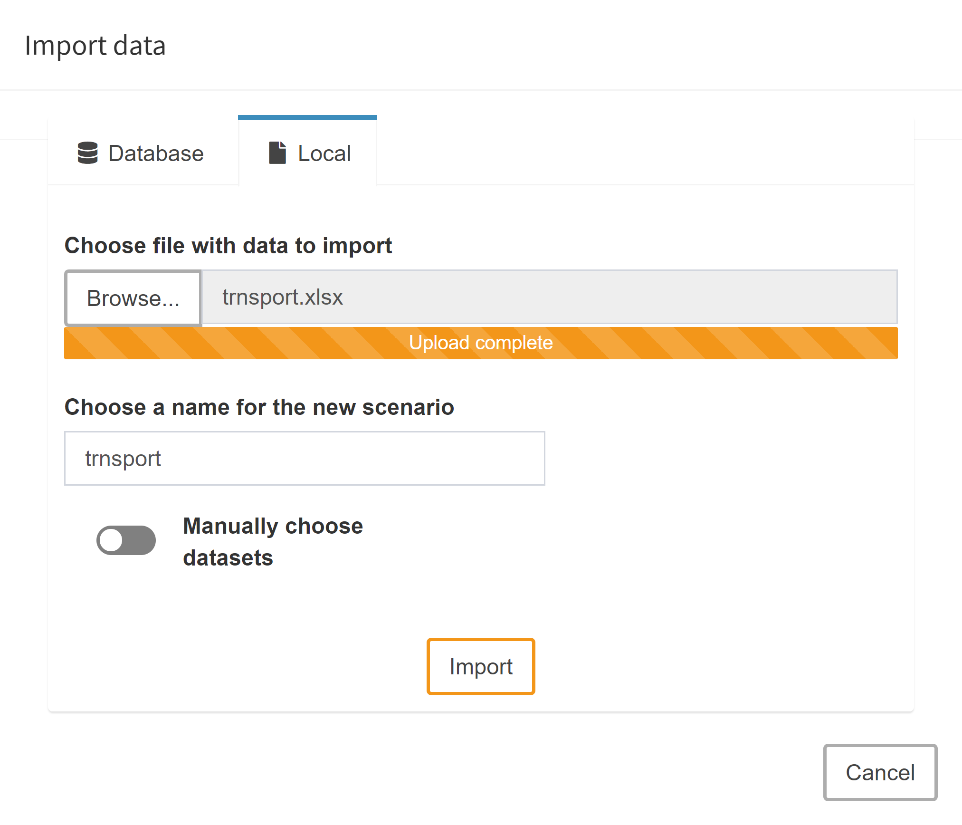 Import data
Database
Local
Choose file with data to import
Browse...
trnsport.xlsx
Upload complete
Choose a name for the new scenario
trnsport
Manually choose
datasets
Import
Cancel